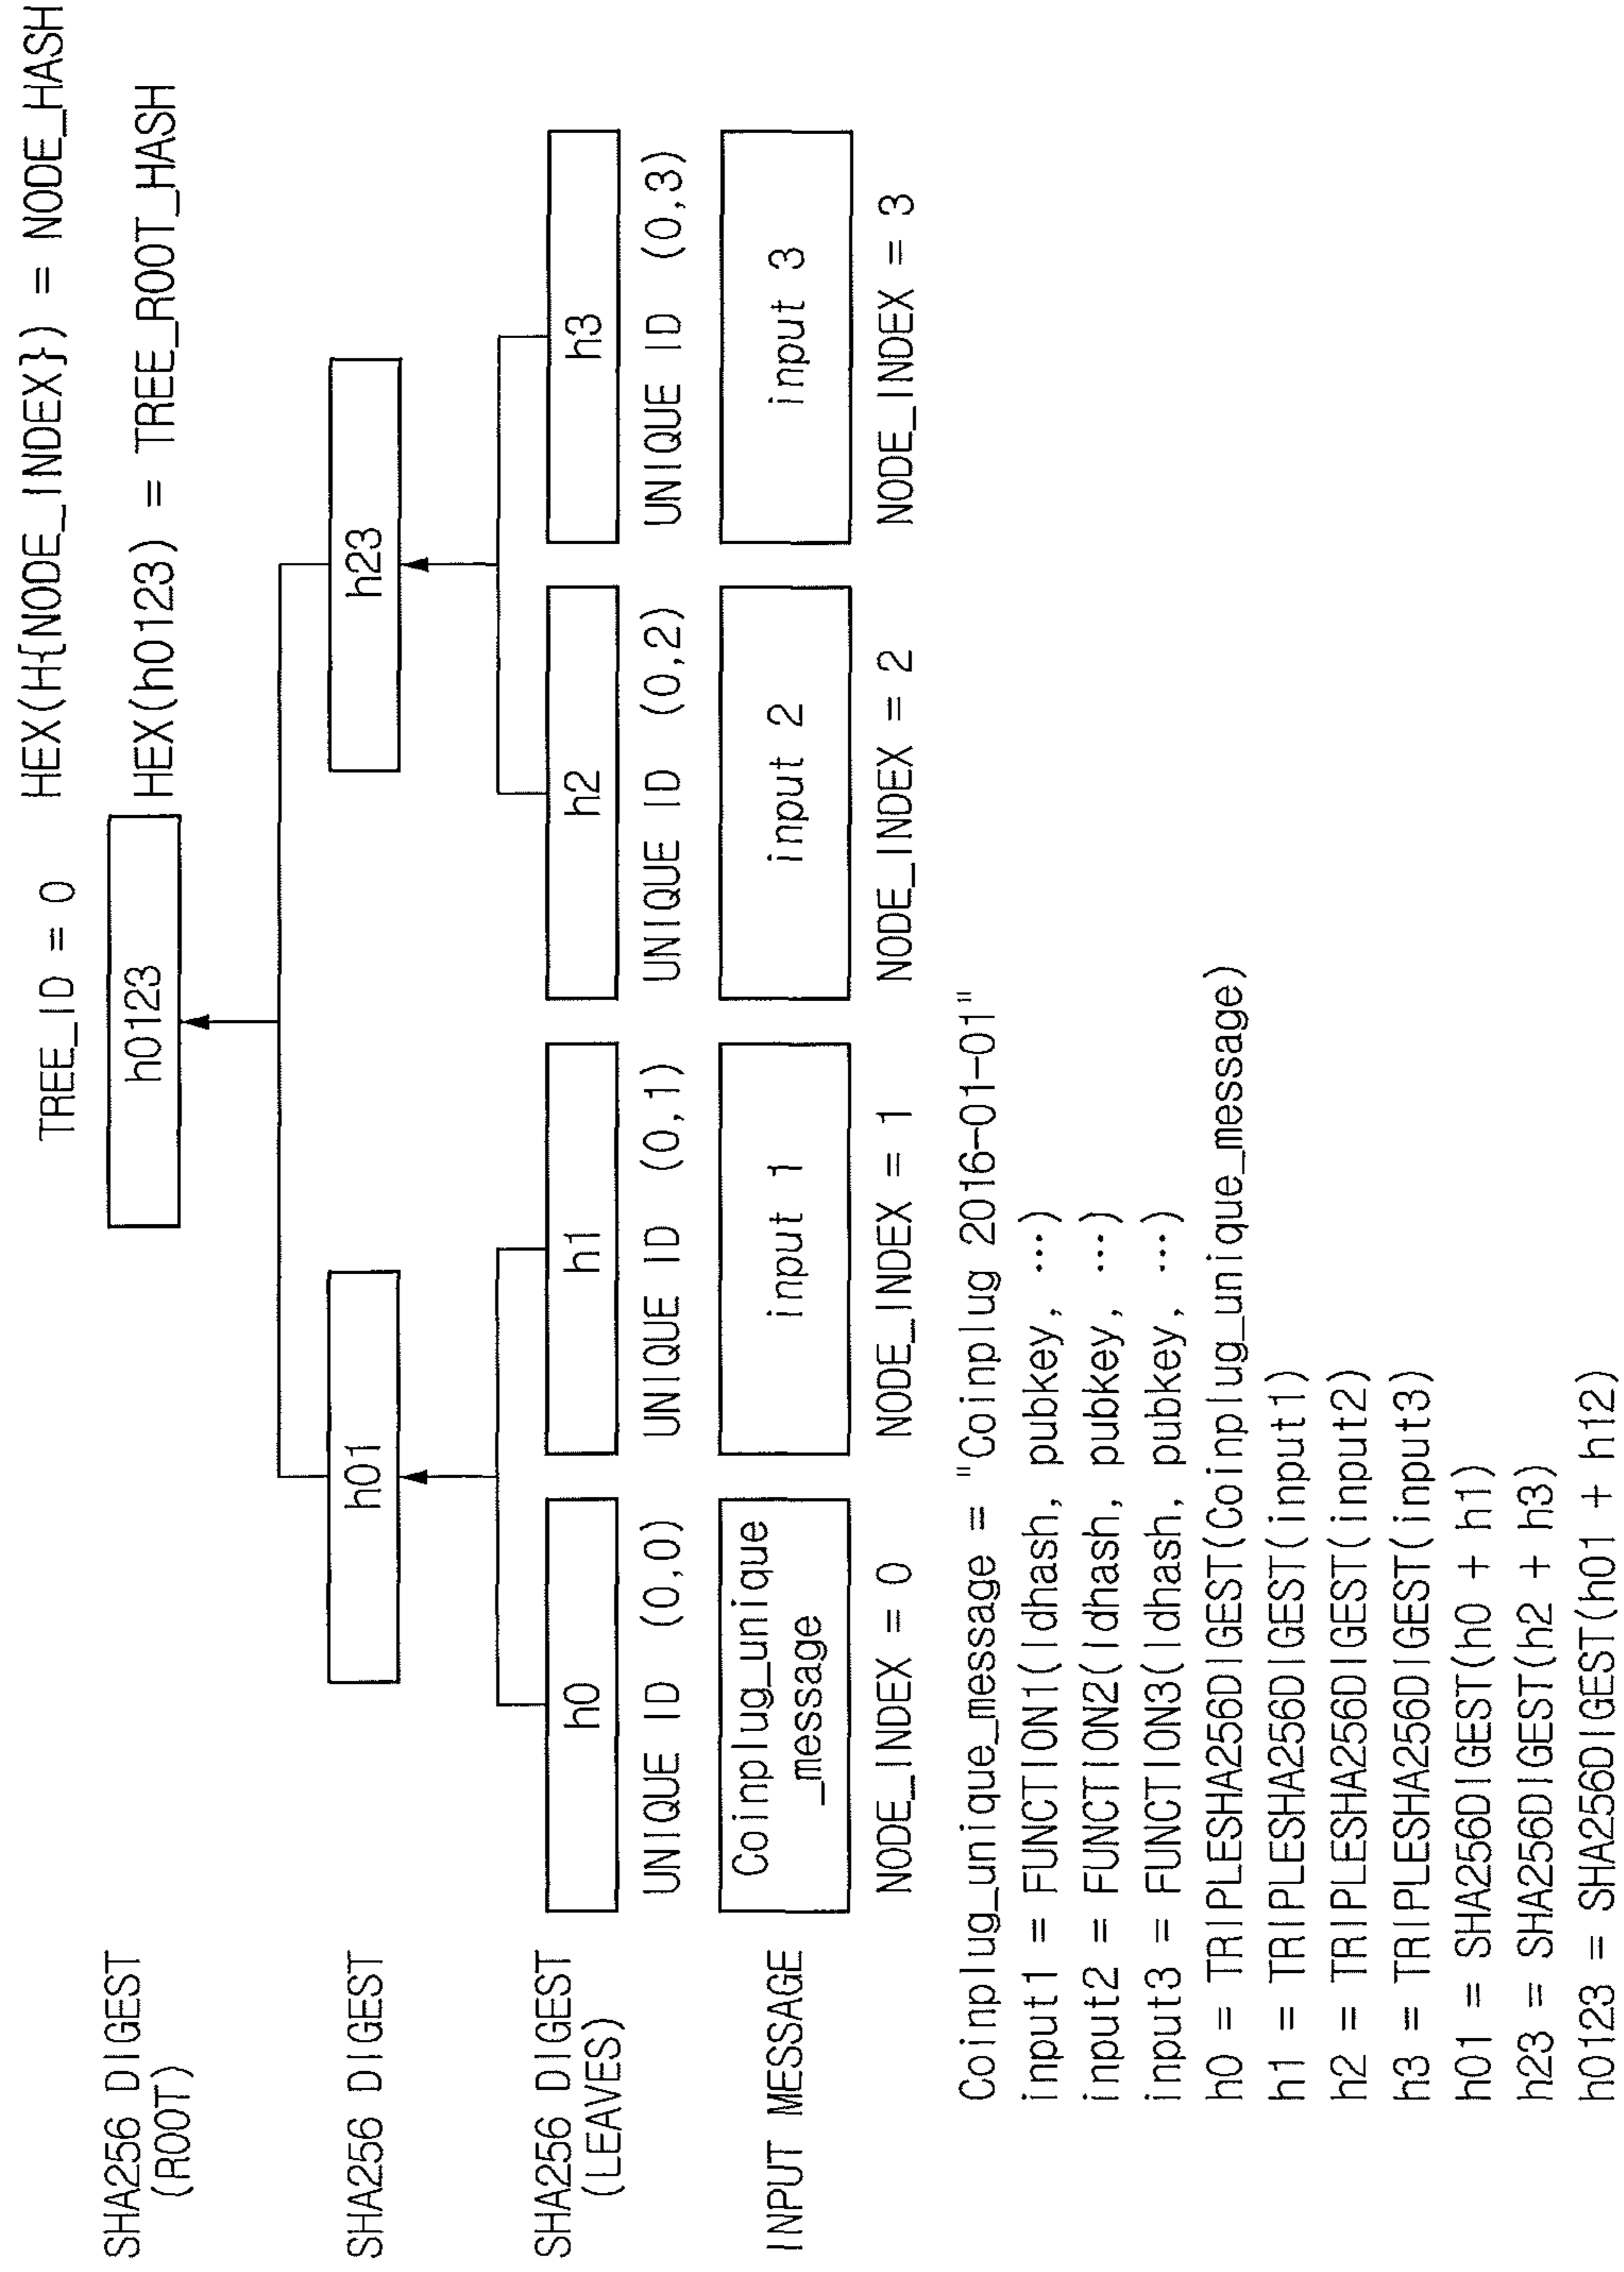 TREE_ID = 0
HEX(H{NODE_INDEX}) = NODE_HASH
SHA256 DIGEST
(ROOT)
h0123
HEX(h0123) = TREE_ROOT_HASH
SHA256 DIGEST
h01
h23
SHA256 DIGEST
(LEAVES)
h0
h1
h2
h3
UNIQUE ID (0,0)
UNIQUE ID (0,1)
UNIQUE ID (0,2)
UNIQUE ID (0,3)
INPUT MESSAGE
Coinplug_unique
_message
input 1
input 2
input 3
NODE_INDEX = 0
NODE_INDEX = 1
NODE_INDEX = 2
NODE_INDEX = 3
Coinplug_unique_message = "Coinplug 2016-01-01"
input1 = FUNCTION1(Idhash, pubkey, ...)
input2 = FUNCTION2(Idhash, pubkey, ...)
input3 = FUNCTION3(Idhash, pubkey, ...)
h0 = TRIPLESHA256DIGEST(Coinplug_unique_message)
h1 = TRIPLESHA256DIGEST(input1)
h2 = TRIPLESHA256DIGEST(input2)
h3 = TRIPLESHA256DIGEST(input3)
h01 = SHA256DIGEST(h0 + h1)
h23 = SHA256DIGEST(h2 + h3)
h0123 = SHA256DIGEST(h01 + h12)